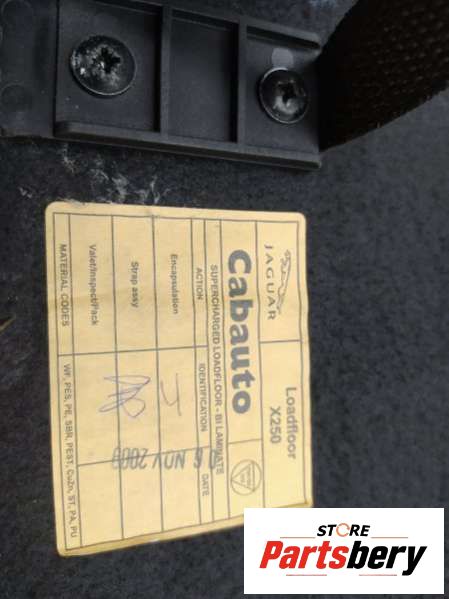 JAGUAR
Loadfloor
X250
Cabauto
SUPERCHARGED LOADFLOOR - BI LAMINATE
ACTION IDENTIFICATION DATE
Encapsulation
Strap assy 6 NOV 2009
Valet/Inspect/Pack
MATERIAL CODES WF, PES, PE, SBR, PEST, CuZn, ST, PA, PU
STORE
Partsbery